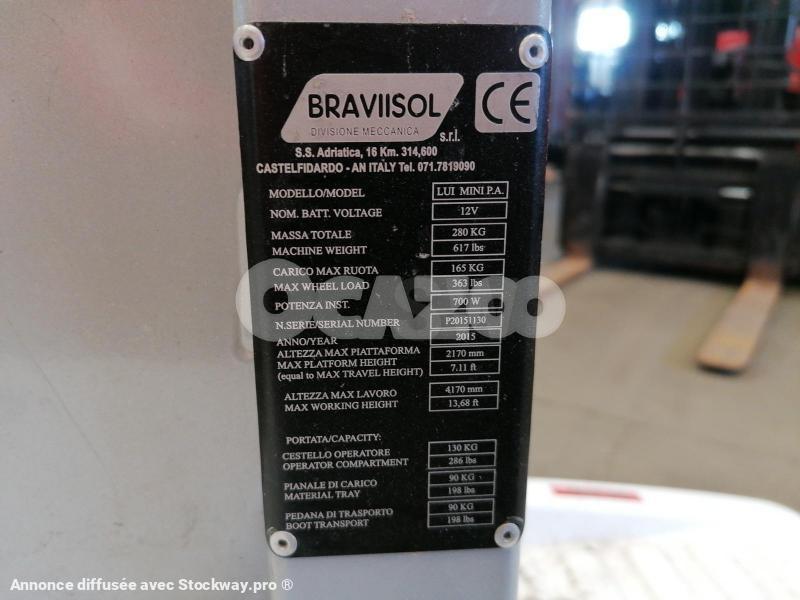 BRAVIISOL
DIVISIONE MECCANICA
s.r.l.
CE
S.S. Adriatica, 16 Km. 314,600
CASTELFIDARDO - AN ITALY Tel. 071.7819090
MODELLO/MODEL LUI MINI P.A.
NOM. BATT. VOLTAGE 12V
MASSA TOTALE 280 KG
MACHINE WEIGHT 617 lbs
CARICO MAX RUOTA 165 KG
MAX WHEEL LOAD 363 lbs
POTENZA INST. 700 W
N.SERIE/SERIAL NUMBER P20151130
ANNO/YEAR 2015
ALTEZZA MAX PIATTAFORMA 2170 mm
MAX PLATFORM HEIGHT 7.11 ft
(equal to MAX TRAVEL HEIGHT)
ALTEZZA MAX LAVORO 4170 mm
MAX WORKING HEIGHT 13,68 ft
PORTATA/CAPACITY:
CESTELLO OPERATORE 130 KG
OPERATOR COMPARTMENT 286 lbs
PIANALE DI CARICO 90 KG
MATERIAL TRAY 198 lbs
PEDANA DI TRASPORTO 90 KG
BOOT TRANSPORT 198 lbs
OCAZOO
Annonce diffusée avec Stockway.pro ®